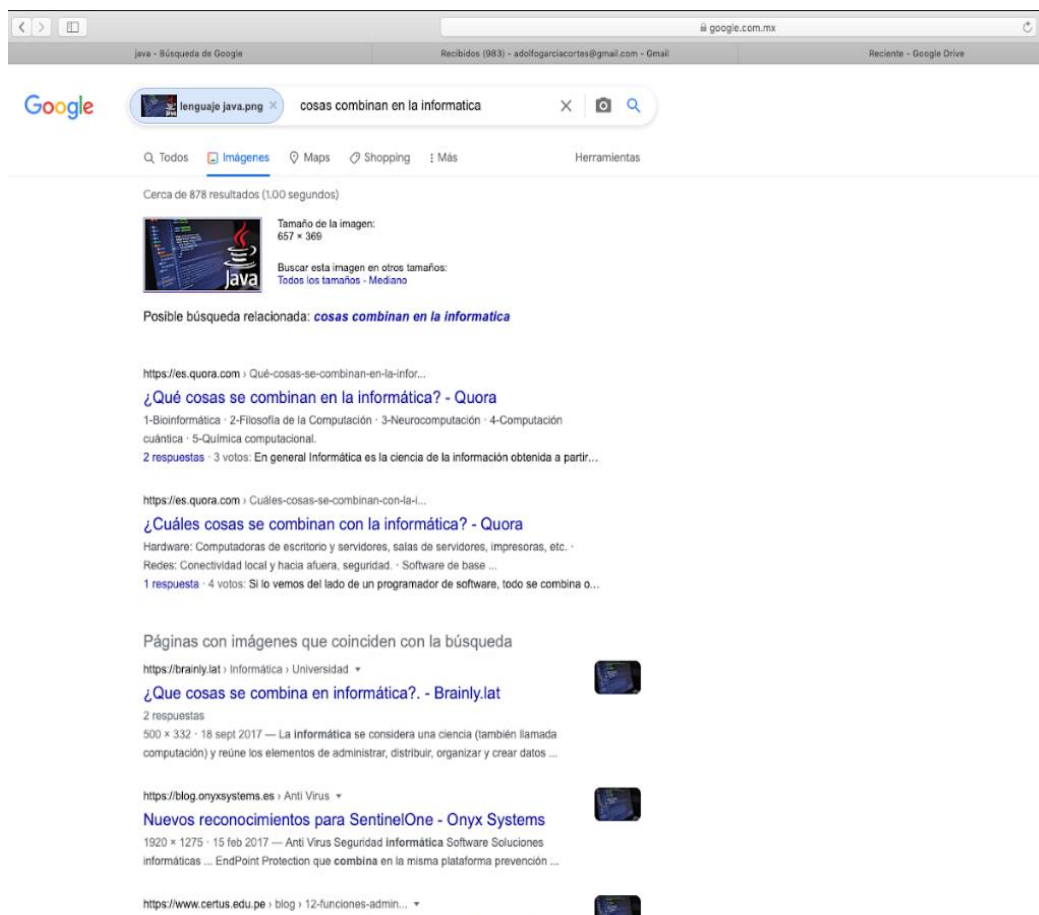 google.com.mx
java - Búsqueda de Google
Recibidos (983) - adolfogarciacortes@gmail.com - Gmail
Reciente - Google Drive
Google
lenguaje java.png ×
cosas combinan en la informatica
Todos
Imágenes
Maps
Shopping
Más
Herramientas
Cerca de 878 resultados (1.00 segundos)
Java
Tamaño de la imagen:
657 × 369
Buscar esta imagen en otros tamaños:
Todos los tamaños - Mediano
Posible búsqueda relacionada: cosas combinan en la informatica
https://es.quora.com › Qué-cosas-se-combinan-en-la-infor...
¿Qué cosas se combinan en la informática? - Quora
1-Bioinformática · 2-Filosofía de la Computación · 3-Neurocomputación · 4-Computación
cuántica · 5-Química computacional.
2 respuestas · 3 votos: En general Informática es la ciencia de la información obtenida a partir...
https://es.quora.com › Cuáles-cosas-se-combinan-con-la-i...
¿Cuáles cosas se combinan con la informática? - Quora
Hardware: Computadoras de escritorio y servidores, salas de servidores, impresoras, etc. ·
Redes: Conectividad local y hacia afuera, seguridad. · Software de base ...
1 respuesta · 4 votos: Si lo vemos del lado de un programador de software, todo se combina o...
Páginas con imágenes que coinciden con la búsqueda
https://brainly.lat › Informática › Universidad
¿Que cosas se combina en informática?. - Brainly.lat
2 respuestas
500 × 332 · 18 sept 2017 — La informática se considera una ciencia (también llamada
computación) y reúne los elementos de administrar, distribuir, organizar y crear datos ...
https://blog.onyxsystems.es › Anti Virus
Nuevos reconocimientos para SentinelOne - Onyx Systems
1920 × 1275 · 15 feb 2017 — Anti Virus Seguridad informática Software Soluciones
informáticas ... EndPoint Protection que combina en la misma plataforma prevención ...
https://www.certus.edu.pe › blog › 12-funciones-admin...